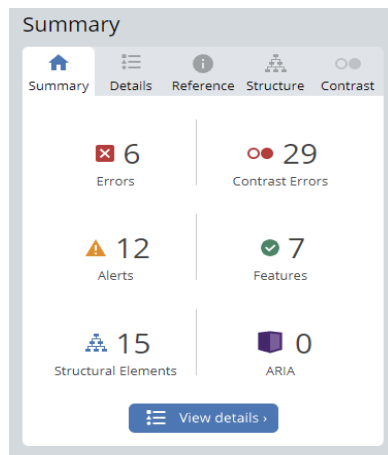 Summary
Summary Details Reference Structure Contrast
6 29
Errors Contrast Errors
12 7
Alerts Features
15 0
Structural Elements ARIA
View details ›